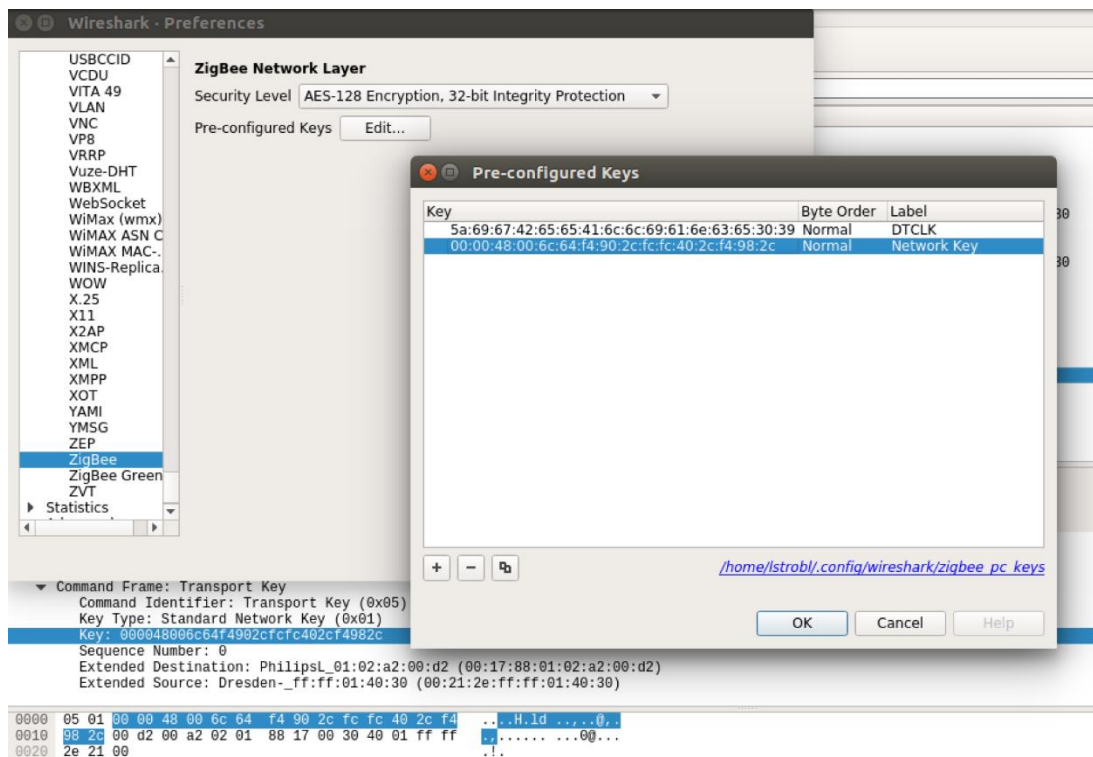 Wireshark · Preferences
USBCCID
VCDU
VITA 49
VLAN
VNC
VP8
VRRP
Vuze-DHT
WBXML
WebSocket
WiMax (wmx)
WiMAX ASN C
WiMAX MAC-.
WINS-Replica.
WOW
X.25
X11
X2AP
XMCP
XML
XMPP
XOT
YAMI
YMSG
ZEP
ZigBee
ZigBee Green
ZVT
Statistics
ZigBee Network Layer
Security Level AES-128 Encryption, 32-bit Integrity Protection
Pre-configured Keys Edit...
Pre-configured Keys
Key Byte Order Label
5a:69:67:42:65:65:41:6c:6c:69:61:6e:63:65:30:39 Normal DTCLK
00:00:48:00:6c:64:f4:90:2c:fc:fc:40:2c:f4:98:2c Normal Network Key
/home/lstrobl/.config/wireshark/zigbee_pc_keys
OK Cancel Help
30
30
Command Frame: Transport Key
Command Identifier: Transport Key (0x05)
Key Type: Standard Network Key (0x01)
Key: 000048006c64f4902cfcfc402cf4982c
Sequence Number: 0
Extended Destination: PhilipsL_01:02:a2:00:d2 (00:17:88:01:02:a2:00:d2)
Extended Source: Dresden-_ff:ff:01:40:30 (00:21:2e:ff:ff:01:40:30)
0000 05 01 00 00 48 00 6c 64 f4 90 2c fc fc 40 2c f4 ....H.ld ..,..@,.
0010 98 2c 00 d2 00 a2 02 01 88 17 00 30 40 01 ff ff .,...... ...0@...
0020 2e 21 00 .!.